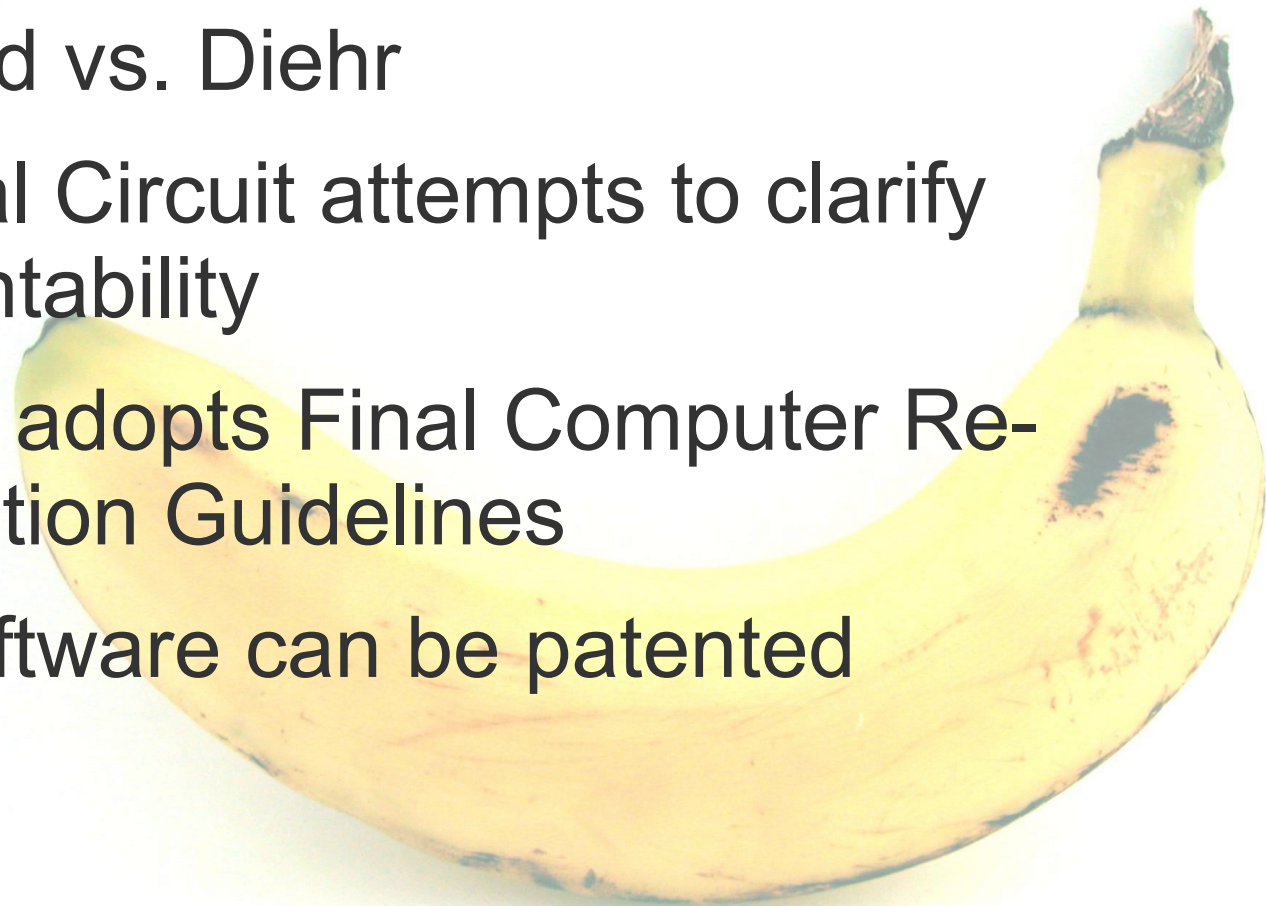 d vs. Diehr
al Circuit attempts to clarify
ntability
adopts Final Computer Re-
tion Guidelines
ftware can be patented